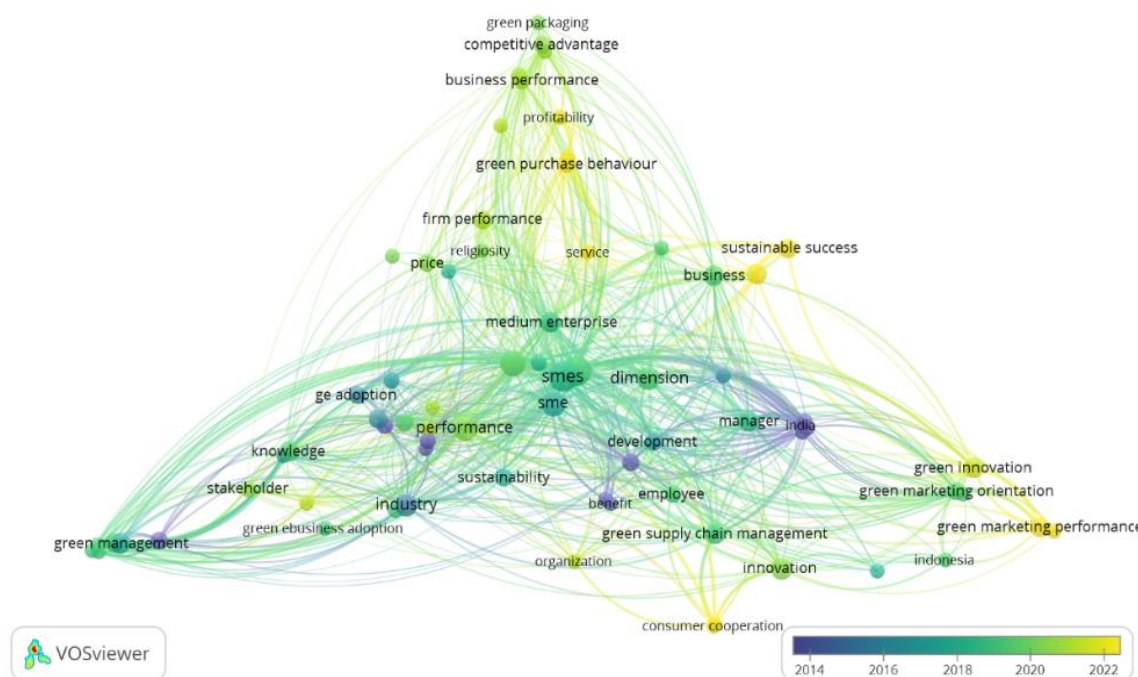 green packaging
competitive advantage
business performance
profitability
green purchase behaviour
firm performance
religiosity
service
sustainable success
price
business
medium enterprise
smes
dimension
ge adoption
sme
performance
manager
india
development
knowledge
sustainability
green innovation
stakeholder
industry
benefit
employee
green marketing orientation
green ebusiness adoption
green supply chain management
green marketing performance
green management
organization
innovation
indonesia
consumer cooperation
VOSviewer
2014 2016 2018 2020 2022